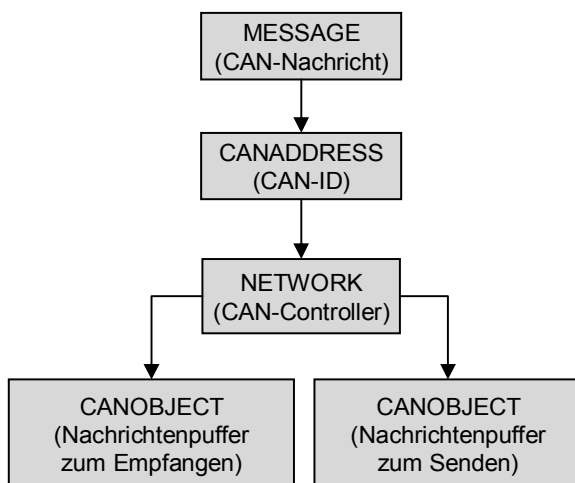 MESSAGE
(CAN-Nachricht)
CANADDRESS
(CAN-ID)
NETWORK
(CAN-Controller)
CANOBJECT
(Nachrichtenpuffer
zum Empfangen)
CANOBJECT
(Nachrichtenpuffer
zum Senden)